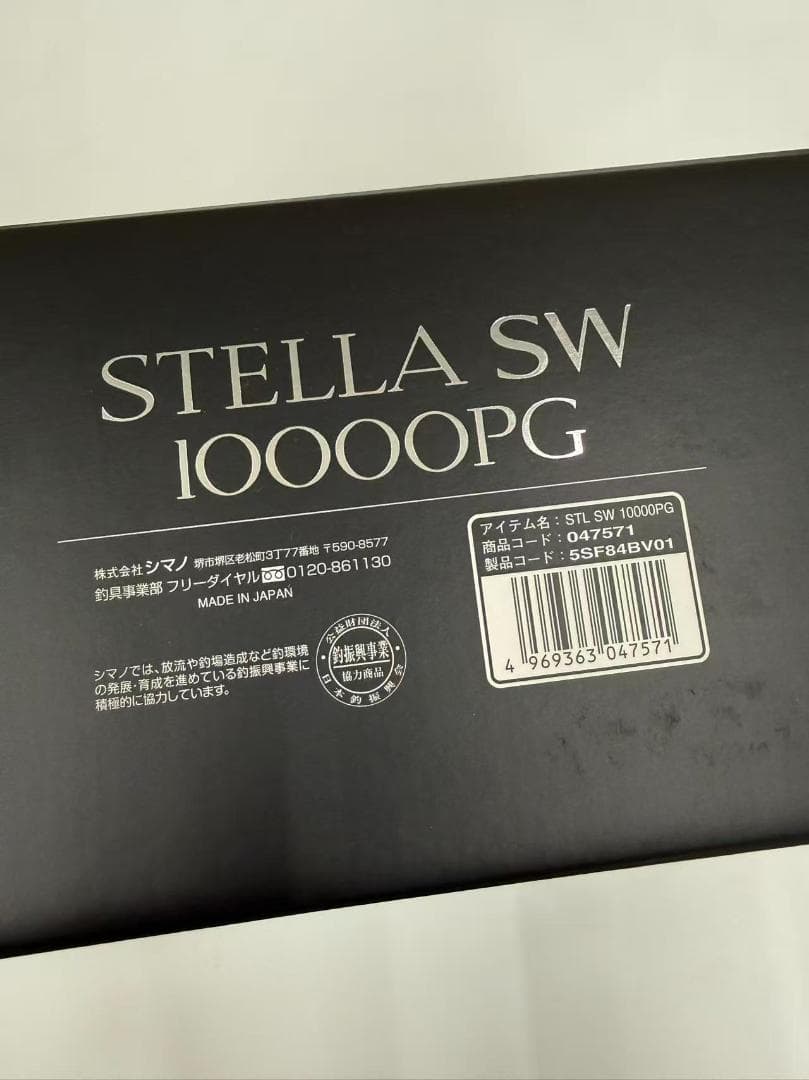 STELLA SW
10000PG
株式会社シマノ 堺市堺区老松町3丁77番地 〒590-8577
釣具事業部 フリーダイヤル 0120-861130
MADE IN JAPAN
シマノでは、放流や釣場造成など釣環境
の発展・育成を進めている釣振興事業に
積極的に協力しています。
・公益財団法人・
釣振興事業
協力商品
日本釣振興会
アイテム名：STL SW 10000PG
商品コード：047571
製品コード：5SF84BV01
4 969363 047571